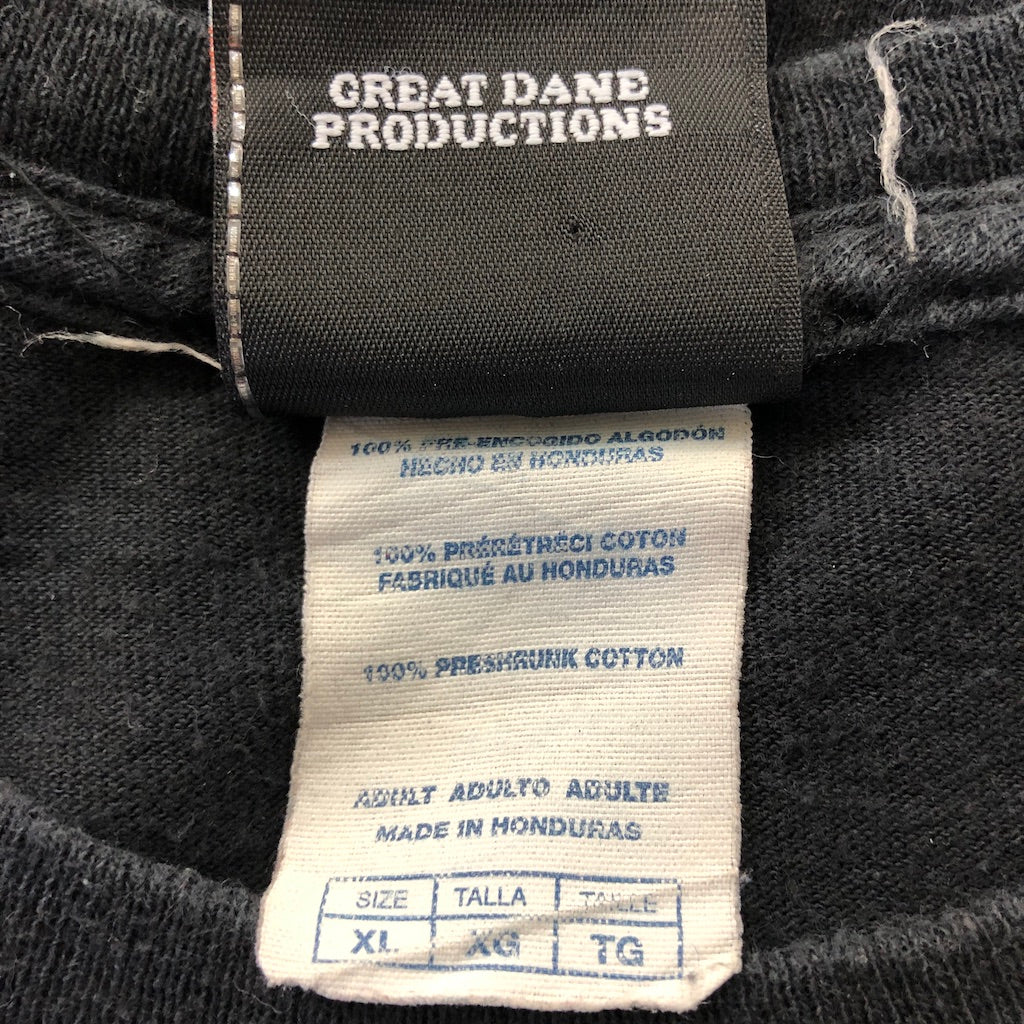 GREAT DANE
PRODUCTIONS
100% PRE-ENCOGIDO ALGODÓN
HECHO EN HONDURAS
100% PRÉRÉTRÉCI COTON
FABRIQUÉ AU HONDURAS
100% PRESHRUNK COTTON
ADULT ADULTO ADULTE
MADE IN HONDURAS
SIZE TALLA TAILLE
XL XG TG